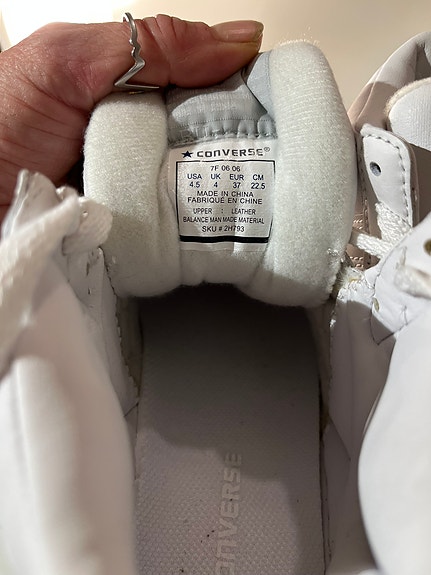 ★ CONVERSE®
7F 06 06
USA UK EUR CM
4.5 4 37 22.5
MADE IN CHINA
FABRIQUÉ EN CHINE
UPPER : LEATHER
BALANCE MAN MADE MATERIAL
SKU # 2H793
CONVERSE